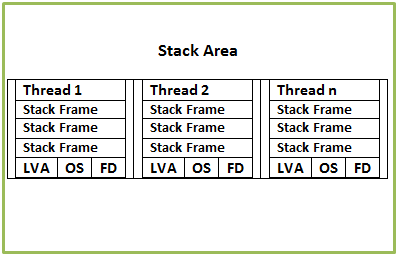 Stack Area
Thread 1 Thread 2 Thread n
Stack Frame Stack Frame Stack Frame
Stack Frame Stack Frame Stack Frame
Stack Frame Stack Frame Stack Frame
LVA OS FD LVA OS FD LVA OS FD